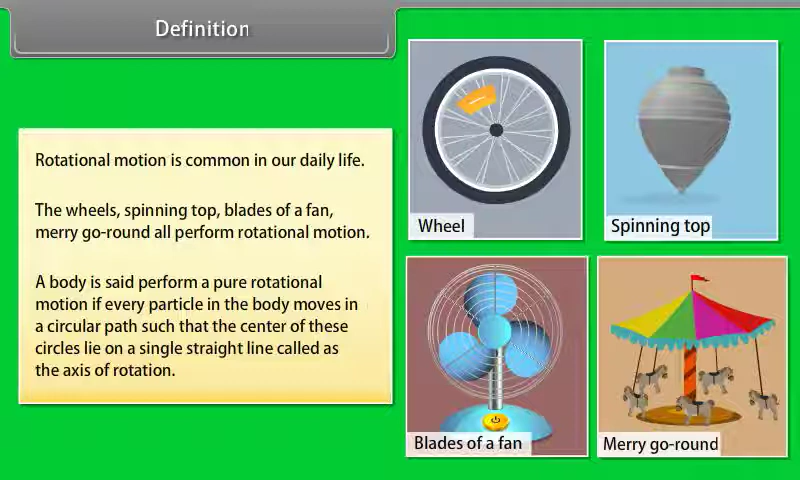 Definition
Rotational motion is common in our daily life.
The wheels, spinning top, blades of a fan,
merry go-round all perform rotational motion.
A body is said perform a pure rotational
motion if every particle in the body moves in
a circular path such that the center of these
circles lie on a single straight line called as
the axis of rotation.
Wheel
Spinning top
Blades of a fan
Merry go-round